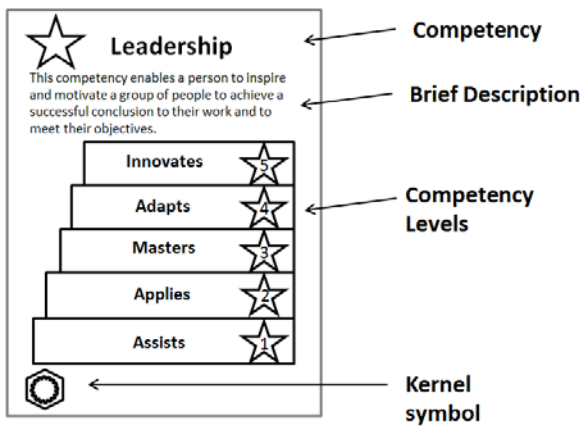 Leadership
This competency enables a person to inspire
and motivate a group of people to achieve a
successful conclusion to their work and to
meet their objectives.
Innovates 5
Adapts 4
Masters 3
Applies 2
Assists 1
Competency
Brief Description
Competency
Levels
Kernel
symbol